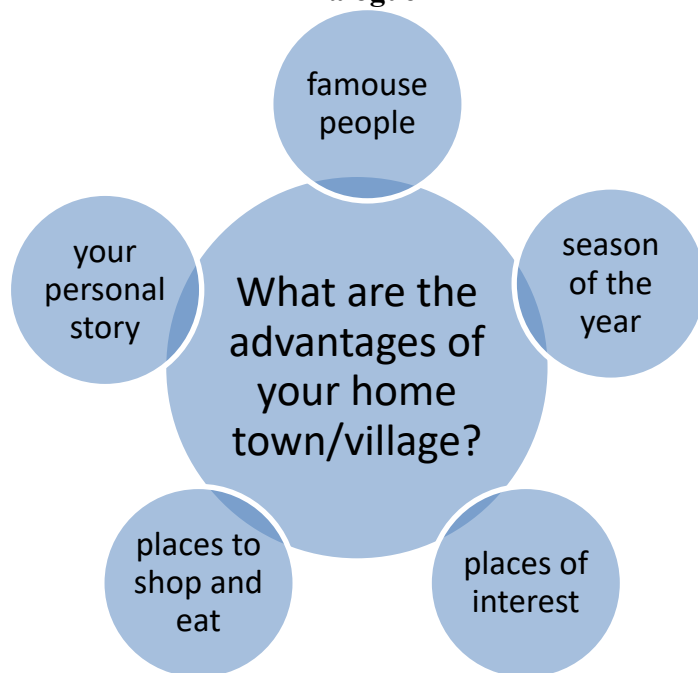 famouse
people
your
personal
story
season
of the
year
What are the
advantages of
your home
town/village?
places to
shop and
eat
places of
interest